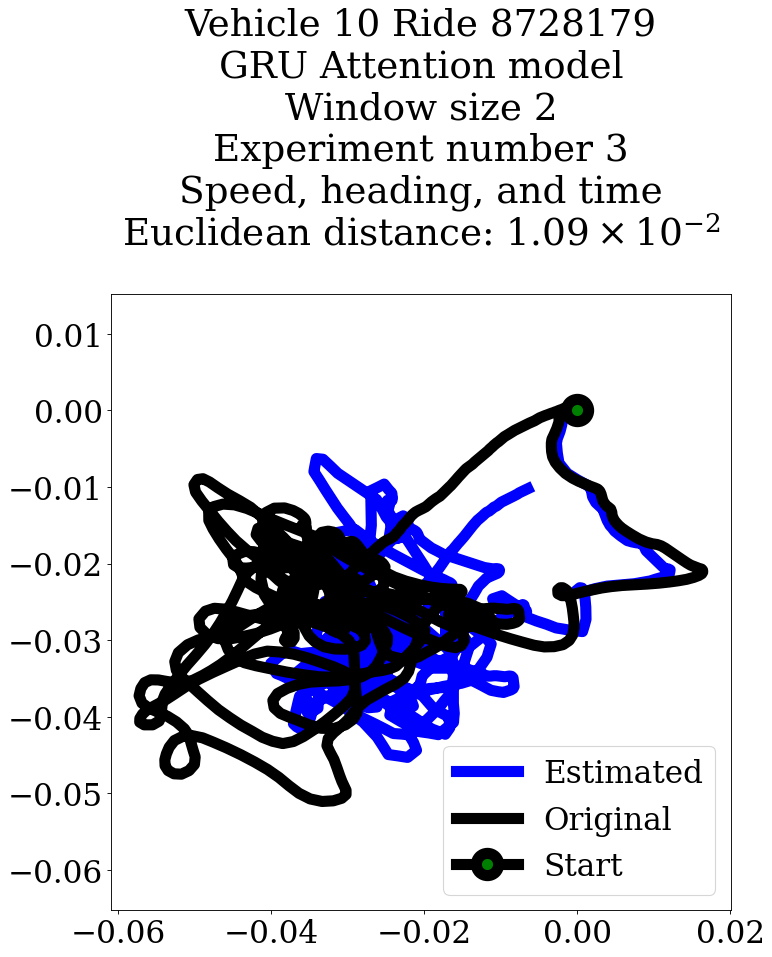 Vehicle 10 Ride 8728179
GRU Attention model
Window size 2
Experiment number 3
Speed, heading, and time
Euclidean distance: 1.09 × 10⁻²
0.01
0.00
−0.01
−0.02
−0.03
−0.04
−0.05
−0.06
Estimated
Original
Start
−0.06 −0.04 −0.02 0.00 0.02